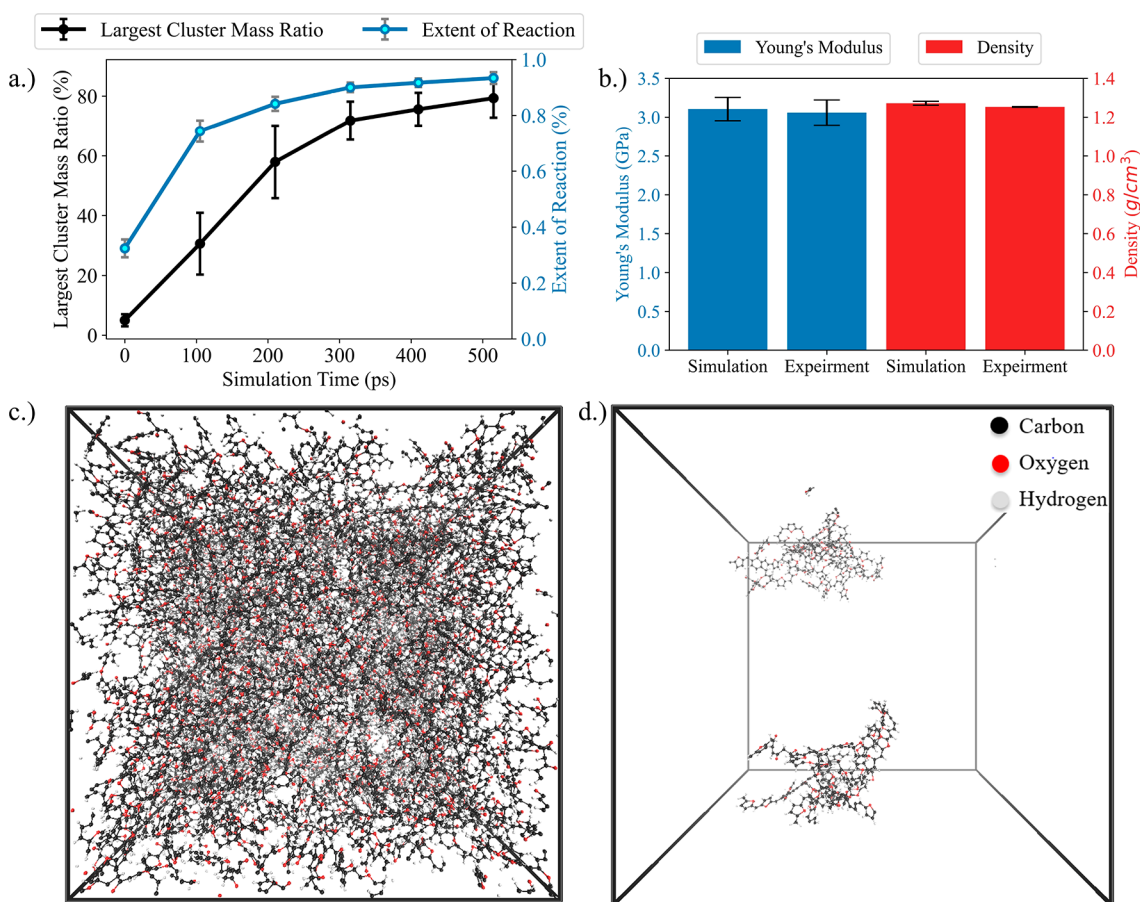 Largest Cluster Mass Ratio
Extent of Reaction
a.)
Largest Cluster Mass Ratio (%)
80
60
40
20
0
0
100
200
300
400
500
Simulation Time (ps)
1.0
0.8
0.6
0.4
0.2
0.0
Extent of Reaction (%)
Young's Modulus
Density
b.)
Young's Modulus (GPa)
3.5
3.0
2.5
2.0
1.5
1.0
0.5
0.0
Simulation
Expeirment
Simulation
Expeirment
1.4
1.2
1.0
0.8
0.6
0.4
0.2
0.0
Density (g/cm³)
c.)
d.)
Carbon
Oxygen
Hydrogen